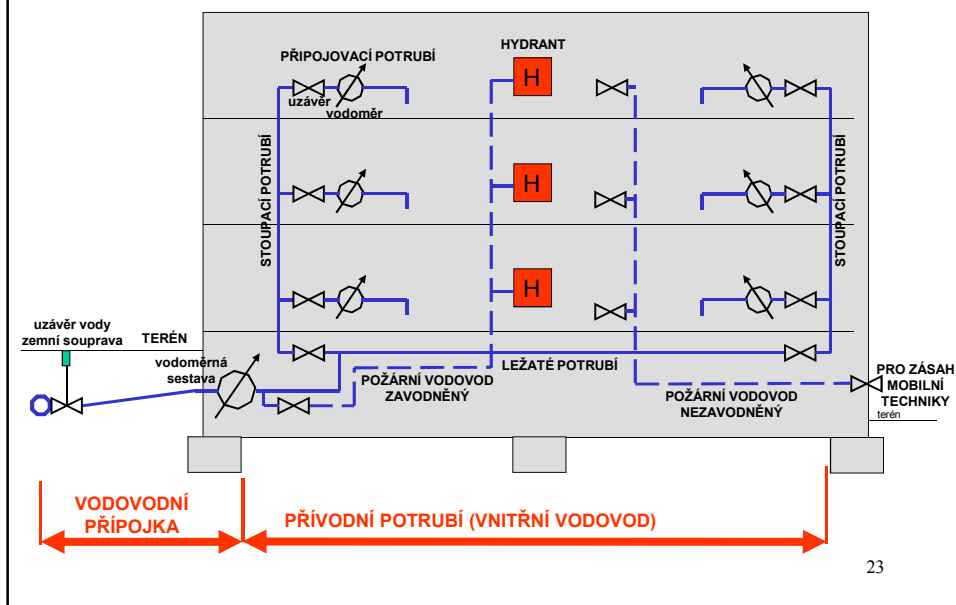 HYDRANT
PŘIPOJOVACÍ POTRUBÍ
H
uzávěr
vodoměr
STOUPACÍ POTRUBÍ
H
STOUPACÍ POTRUBÍ
H
uzávěr vody
zemní souprava
TERÉN
vodoměrná
sestava
LEŽATÉ POTRUBÍ
POŽÁRNÍ VODOVOD
ZAVODNĚNÝ
POŽÁRNÍ VODOVOD
NEZAVODNĚNÝ
PRO ZÁSAH
MOBILNÍ
TECHNIKY
terén
VODOVODNÍ
PŘÍPOJKA
PŘÍVODNÍ POTRUBÍ (VNITŘNÍ VODOVOD)
23